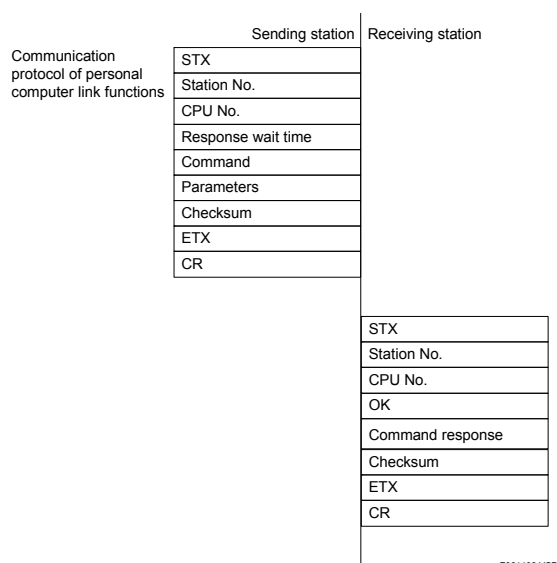 Sending station
Receiving station
Communication
protocol of personal
computer link functions
STX
Station No.
CPU No.
Response wait time
Command
Parameters
Checksum
ETX
CR
STX
Station No.
CPU No.
OK
Command response
Checksum
ETX
CR